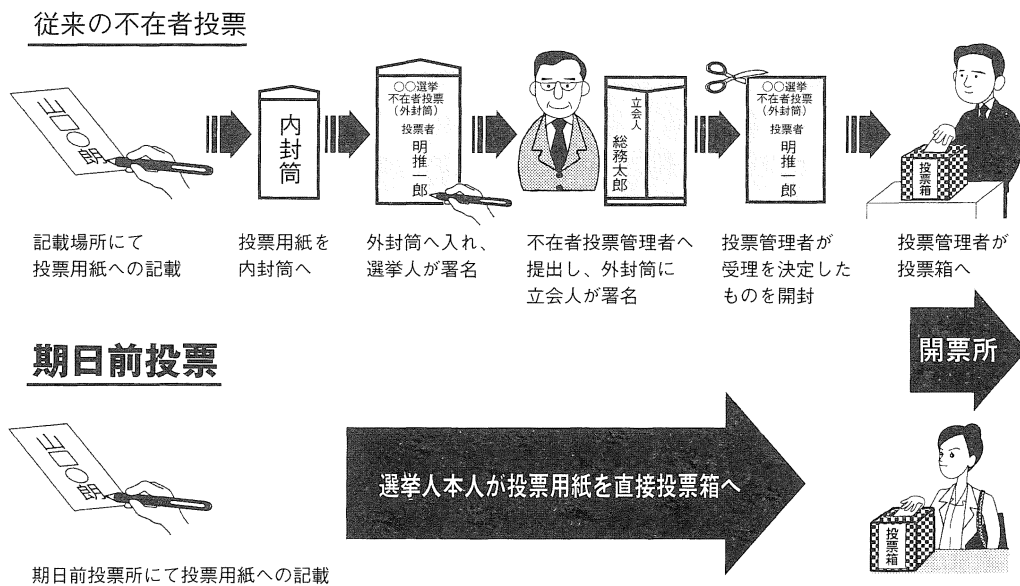 従来の不在者投票
内封筒
○○選挙
不在者投票
（外封筒）
投票者
明推一郎
立会人
総務太郎
○○選挙
不在者投票
（外封筒）
投票者
明推一郎
投票箱
記載場所にて
投票用紙への記載
投票用紙を
内封筒へ
外封筒へ入れ、
選挙人が署名
不在者投票管理者へ
提出し、外封筒に
立会人が署名
投票管理者が
受理を決定した
ものを開封
投票管理者が
投票箱へ
開票所
期日前投票
選挙人本人が投票用紙を直接投票箱へ
投票箱
期日前投票所にて投票用紙への記載